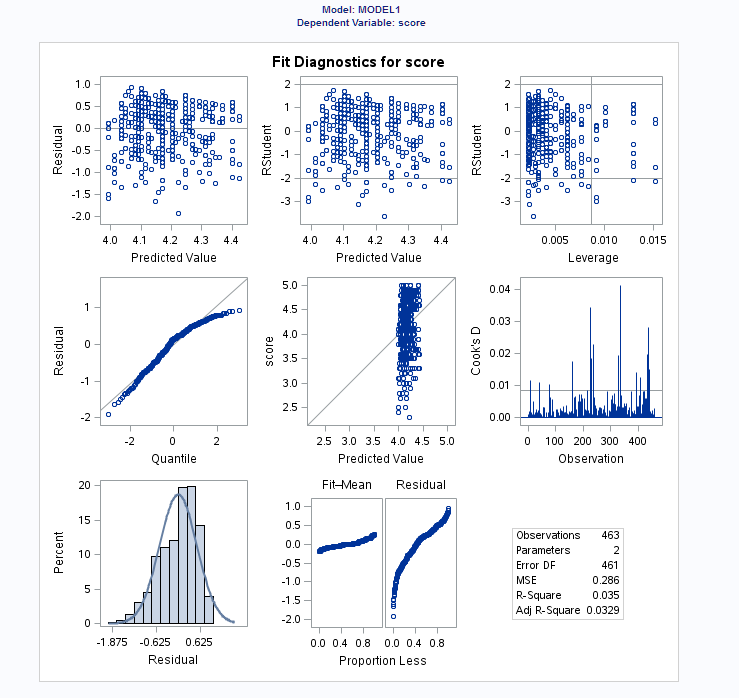 Model: MODEL1
Dependent Variable: score
Fit Diagnostics for score
1.0
0.5
0.0
-0.5
-1.0
-1.5
-2.0
Residual
4.0 4.1 4.2 4.3 4.4
Predicted Value
2
1
0
-1
-2
-3
RStudent
4.0 4.1 4.2 4.3 4.4
Predicted Value
2
1
0
-1
-2
-3
RStudent
0.005 0.010 0.015
Leverage
1
0
-1
-2
Residual
-2 0 2
Quantile
5.0
4.5
4.0
3.5
3.0
2.5
score
2.5 3.0 3.5 4.0 4.5 5.0
Predicted Value
0.04
0.03
0.02
0.01
0.00
Cook's D
0 100 200 300 400
Observation
20
15
10
5
0
Percent
-1.875 -0.625 0.625
Residual
Fit–Mean Residual
1.0
0.5
0.0
-0.5
-1.0
-1.5
-2.0
0.0 0.4 0.8 0.0 0.4 0.8
Proportion Less
Observations 463
Parameters 2
Error DF 461
MSE 0.286
R-Square 0.035
Adj R-Square 0.0329